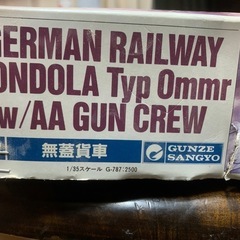 GERMAN RAILWAY
GONDOLA Typ Ommr
w/AA GUN CREW
無蓋貨車
GUNZE
SANGYO
1/35スケール G-787:2500